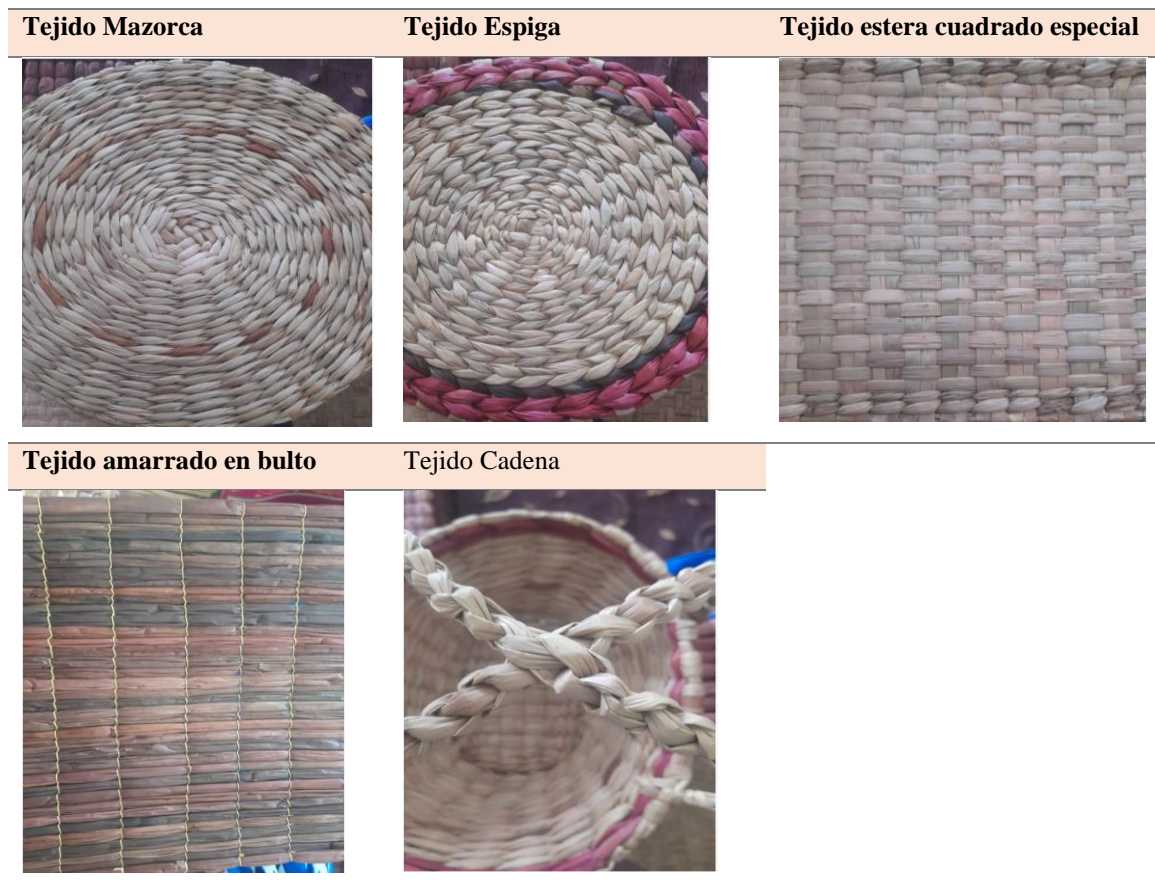 Tejido Mazorca
Tejido Espiga
Tejido estera cuadrado especial
Tejido amarrado en bulto
Tejido Cadena